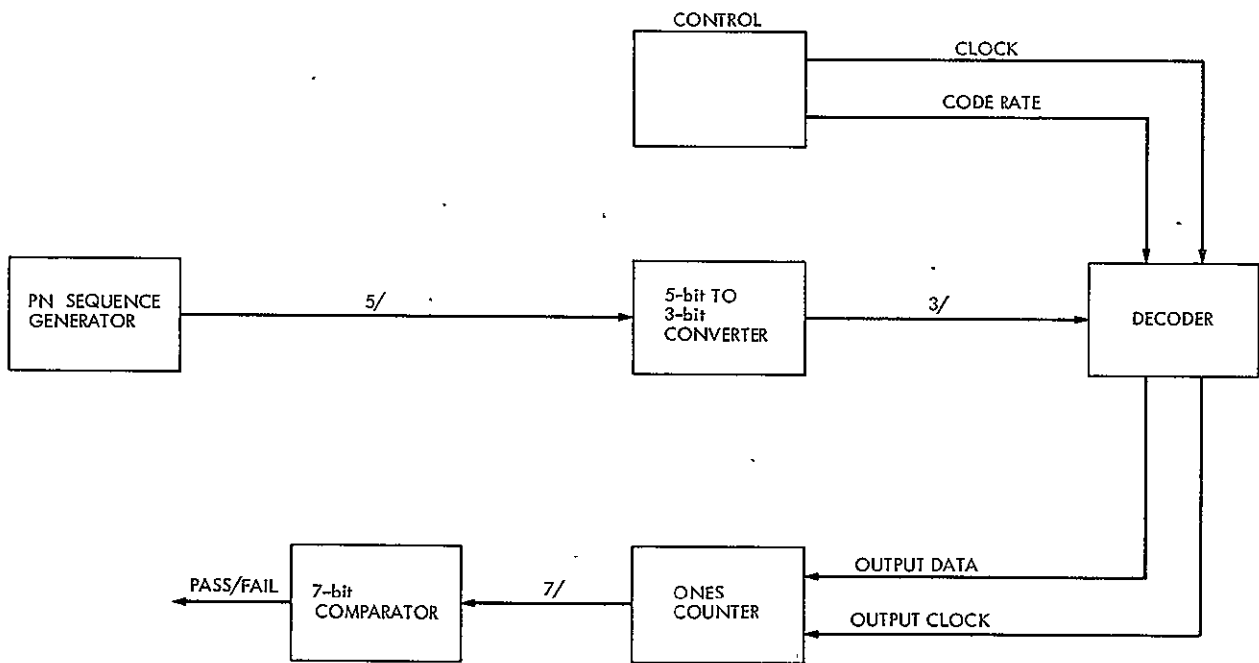 CONTROL
CLOCK
CODE RATE
PN SEQUENCE
GENERATOR
5/
5-bit TO
3-bit
CONVERTER
3/
DECODER
PASS/FAIL
7-bit
COMPARATOR
7/
ONES
COUNTER
OUTPUT DATA
OUTPUT CLOCK